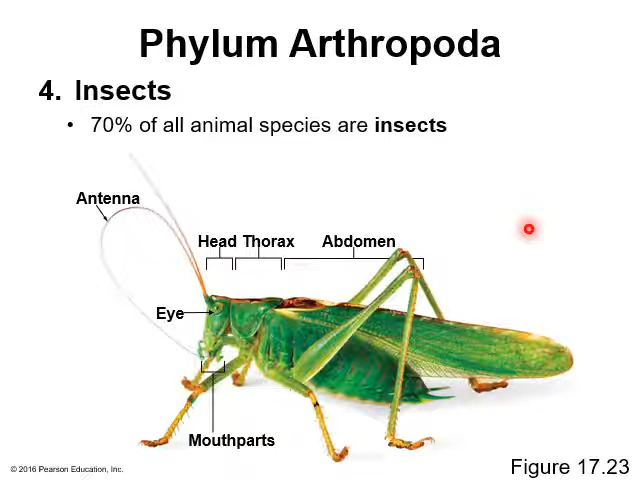 Phylum Arthropoda
4. Insects
• 70% of all animal species are insects
Antenna
Head Thorax Abdomen
Eye
Mouthparts
© 2016 Pearson Education, Inc.
Figure 17.23